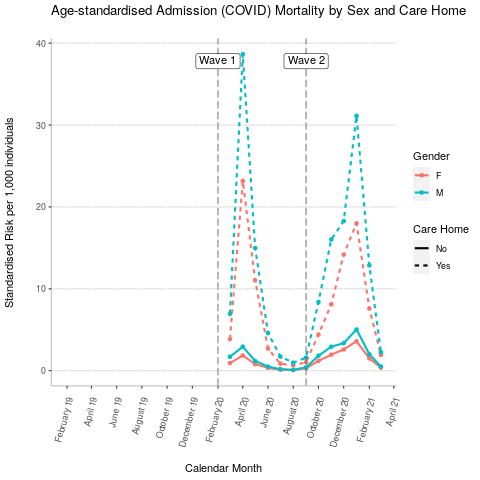 Age-standardised Admission (COVID) Mortality by Sex and Care Home
Standardised Risk per 1,000 individuals
40
30
20
10
0
Wave 1
Wave 2
February 19
April 19
June 19
August 19
October 19
December 19
February 20
April 20
June 20
August 20
October 20
December 20
February 21
April 21
Calendar Month
Gender
F
M
Care Home
No
Yes